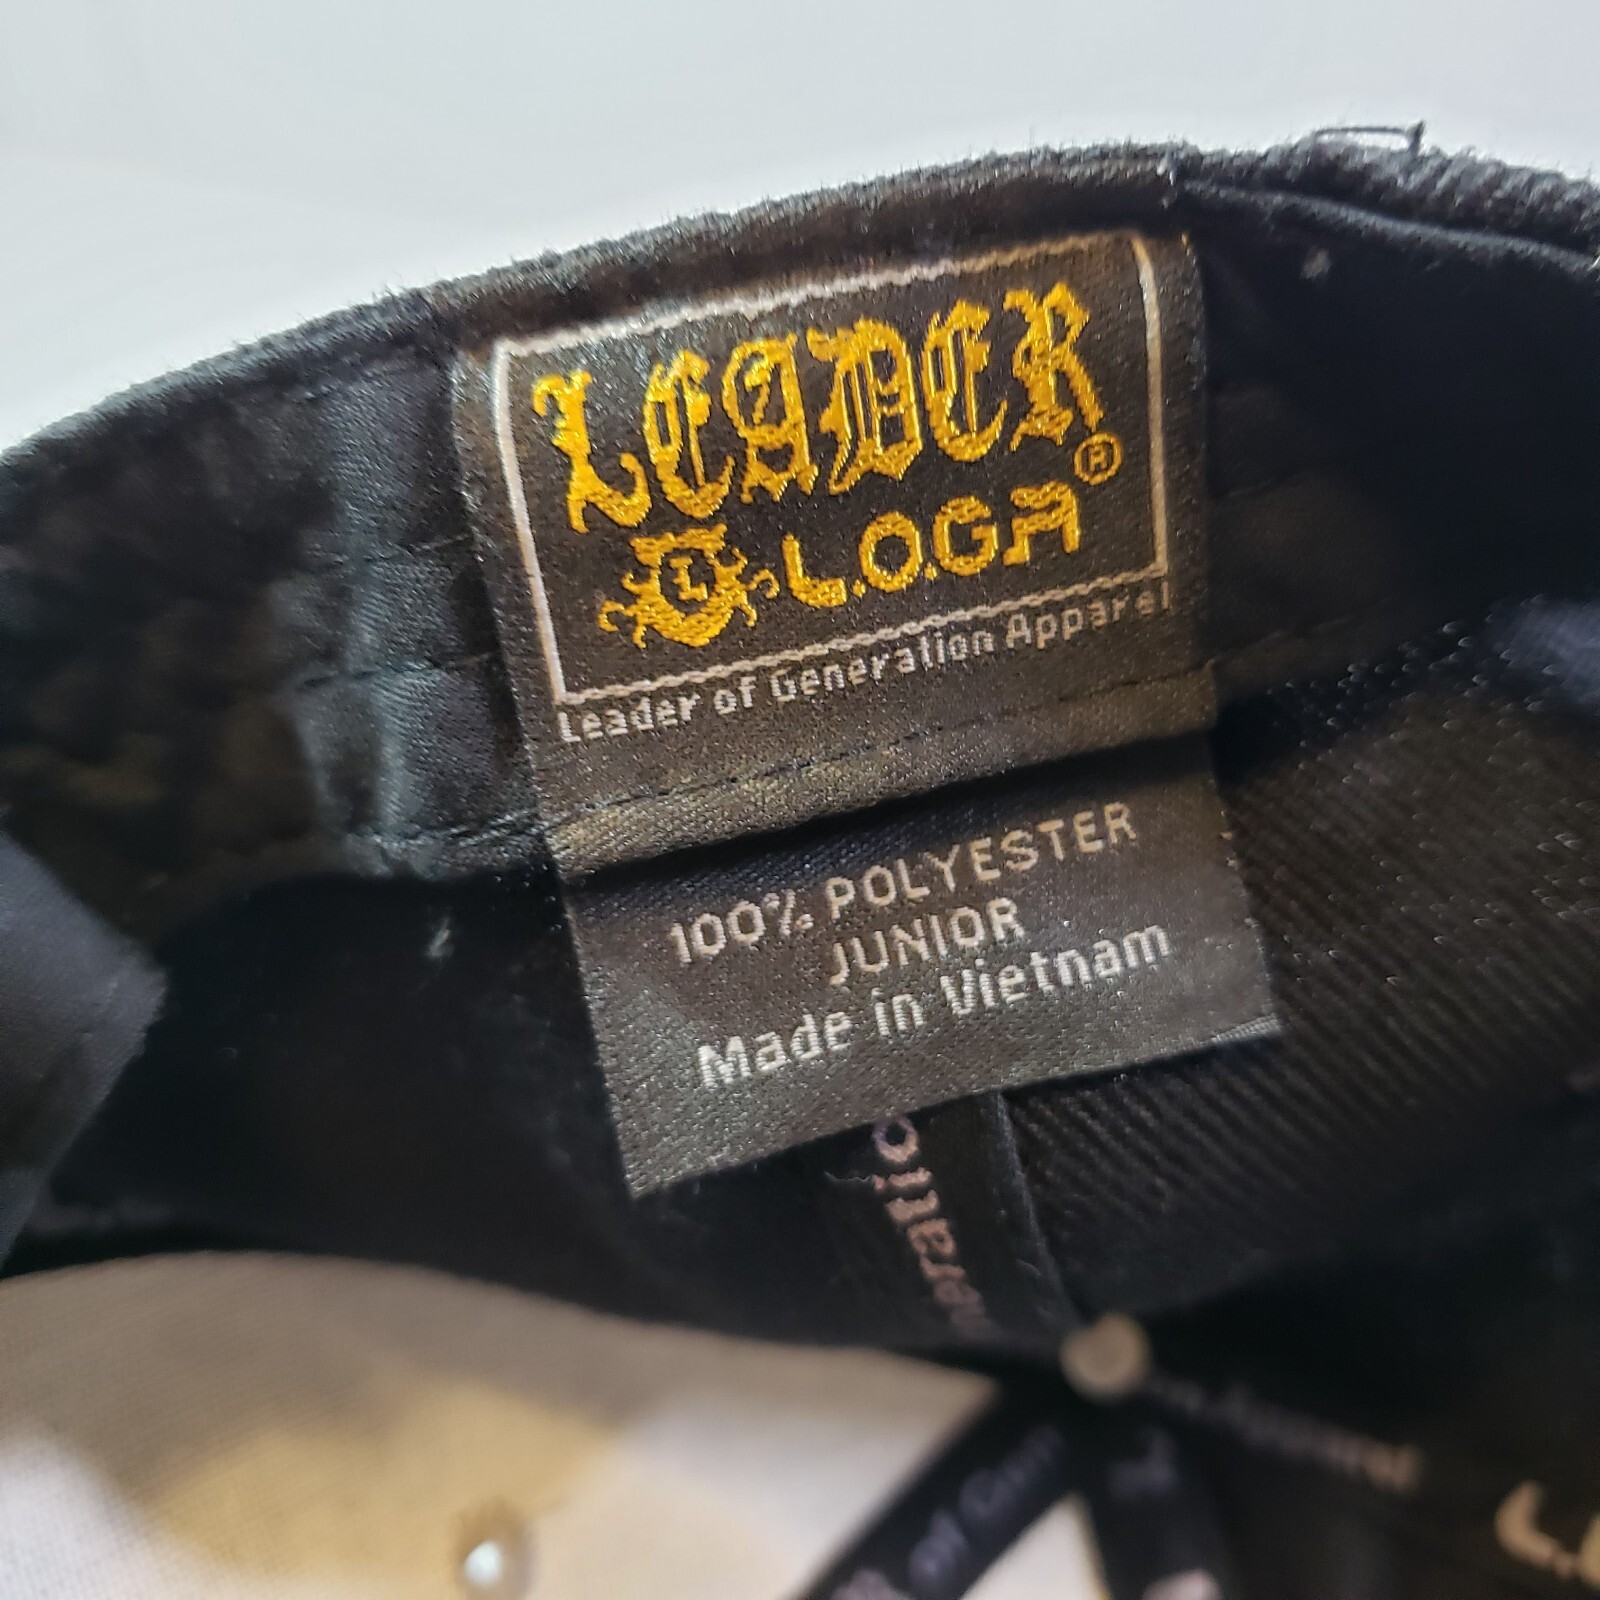 LEADER ®
L L.O.G.A
Leader of Generation Apparel
100% POLYESTER
JUNIOR
Made in Vietnam